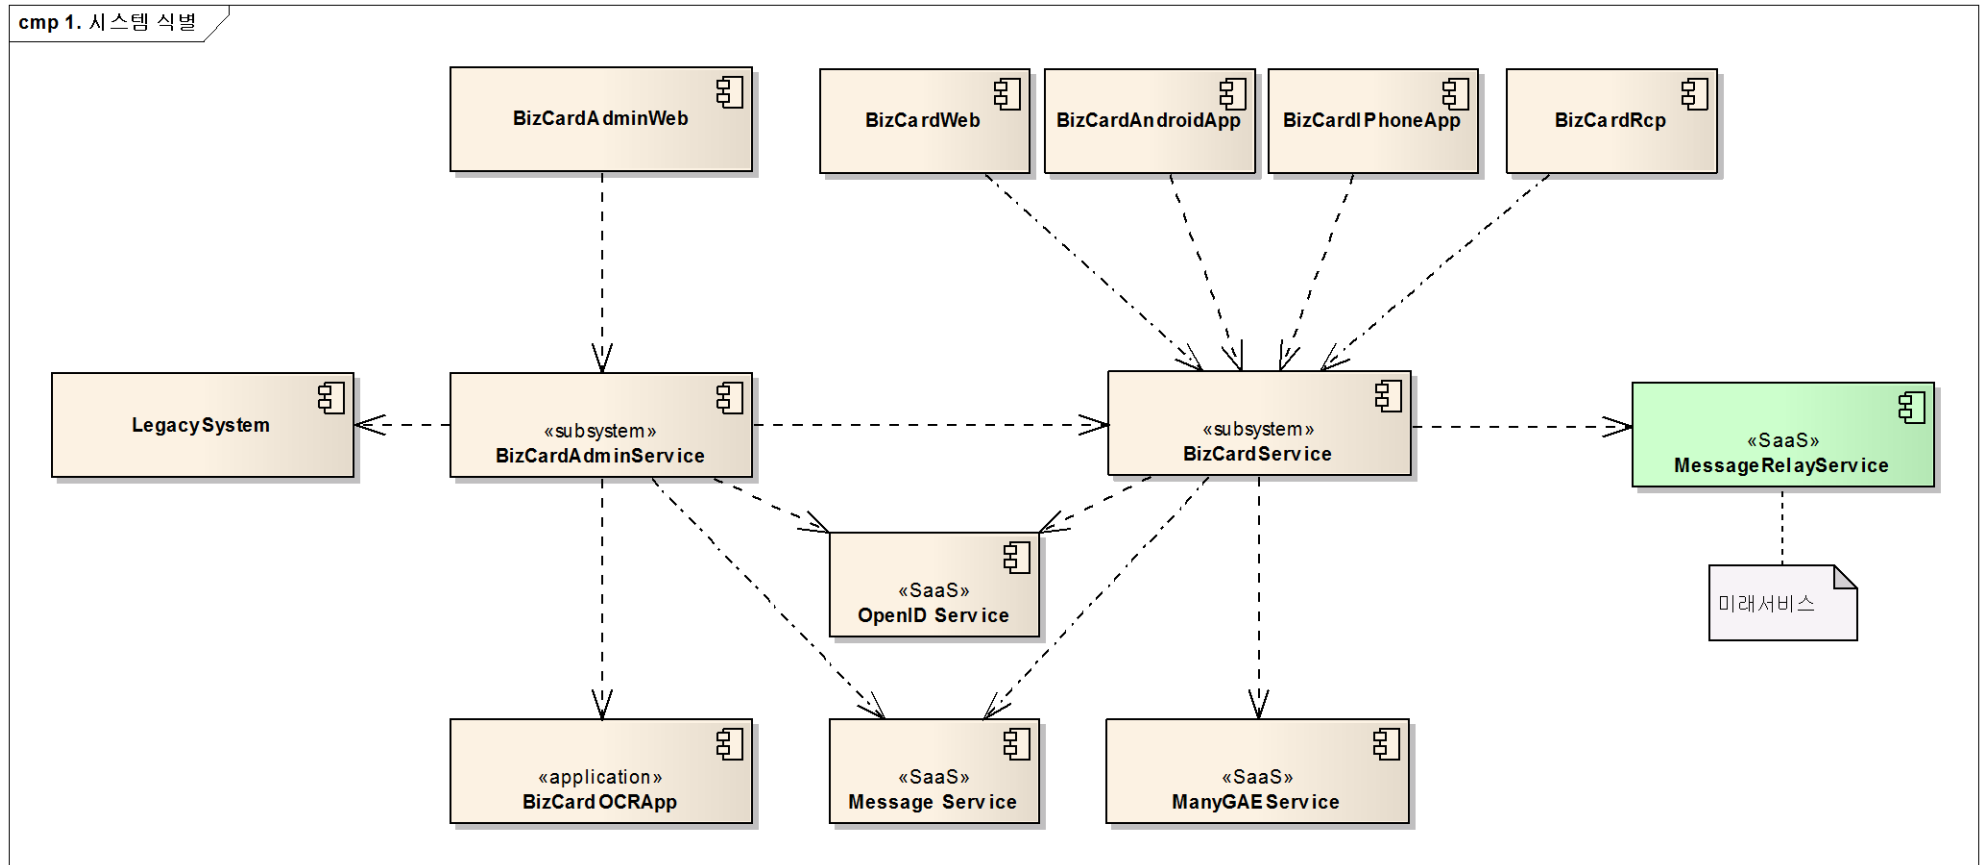 cmp 1. 시스템 식별
BizCardAdminWeb
BizCardWeb
BizCardAndroidApp
BizCardIPhoneApp
BizCardRcp
LegacySystem
«subsystem»
BizCardAdminService
«subsystem»
BizCardService
«SaaS»
MessageRelayService
«SaaS»
OpenID Service
미래서비스
«application»
BizCardOCRApp
«SaaS»
Message Service
«SaaS»
ManyGAEService